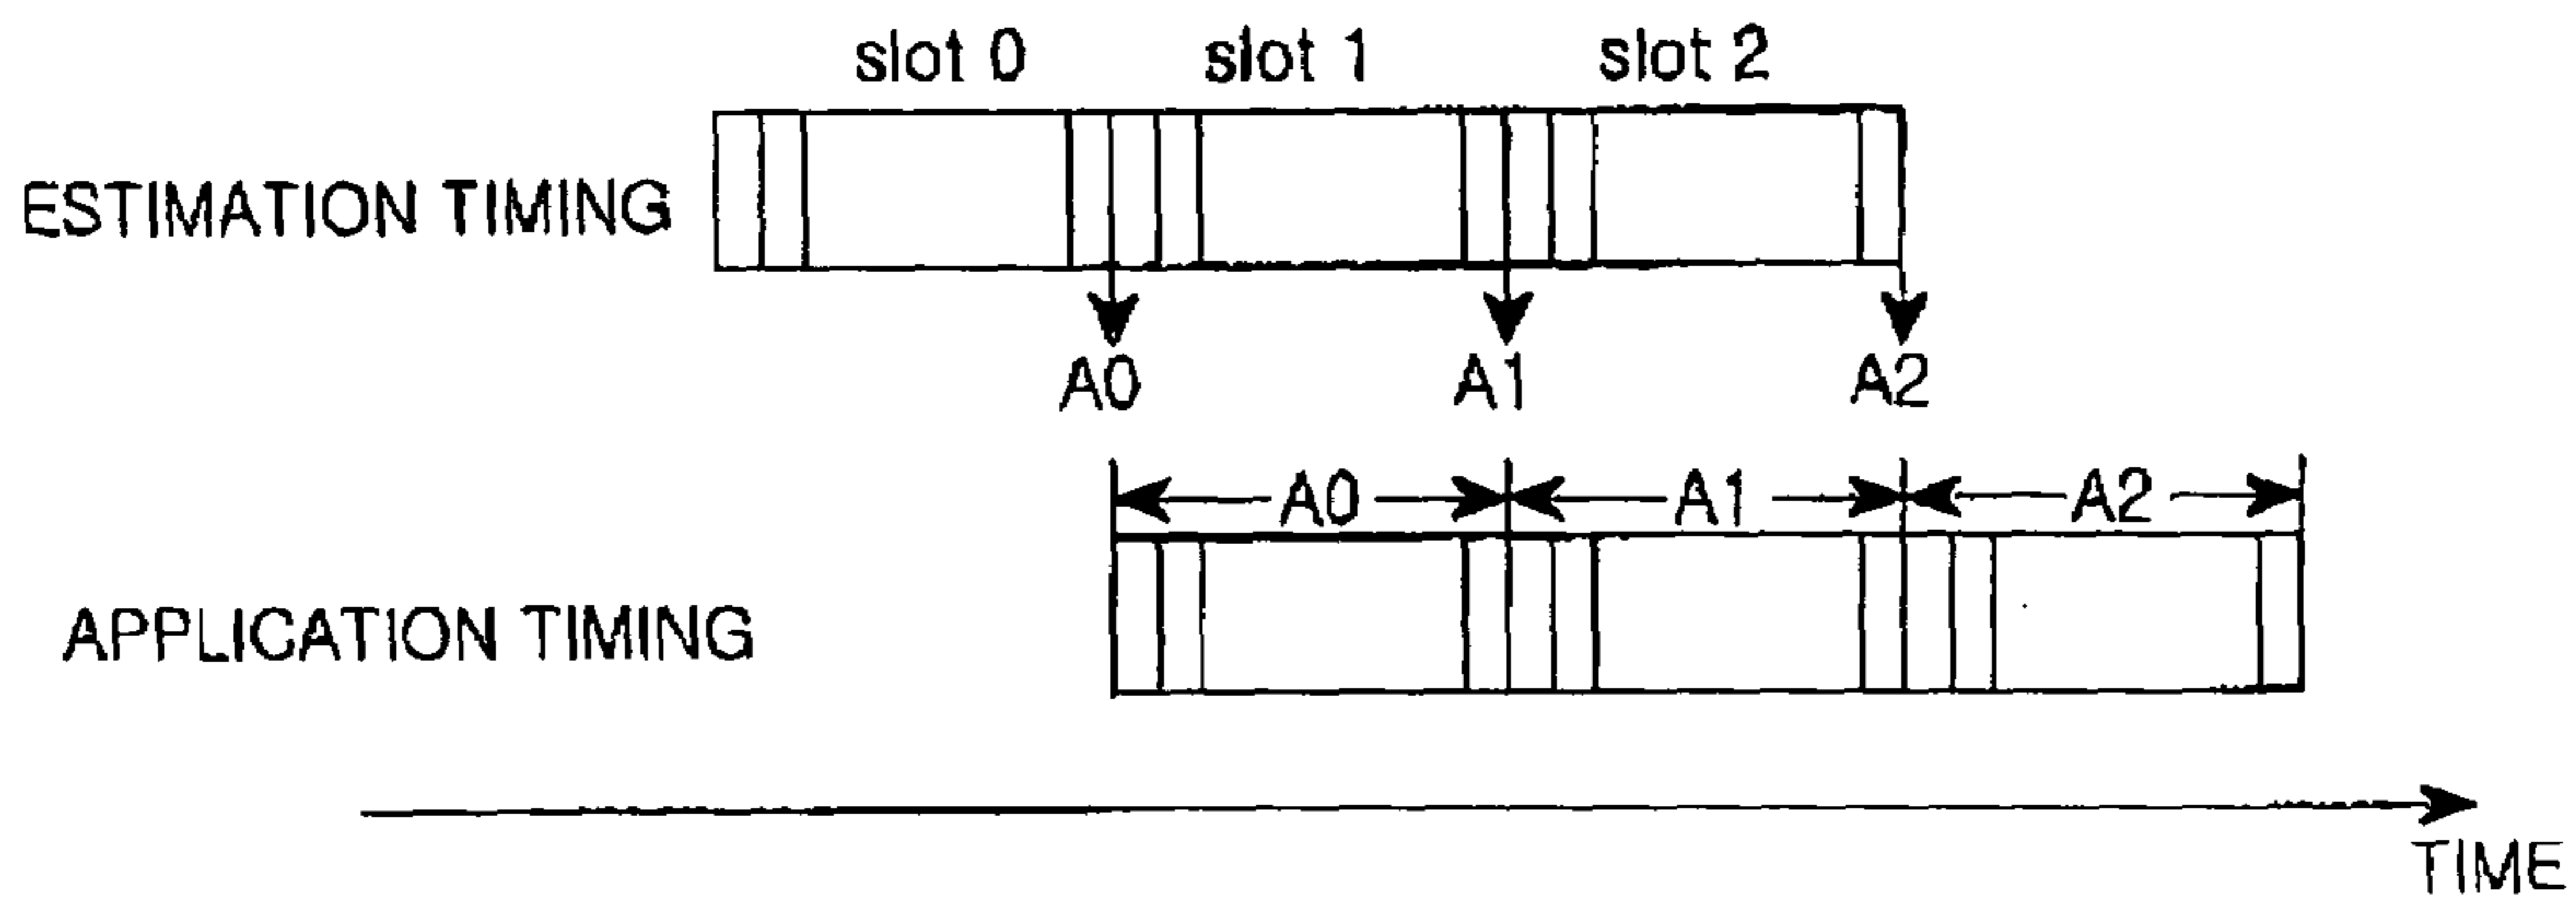 slot 0 slot 1 slot 2
ESTIMATION TIMING
A0 A1 A2
A0 A1 A2
APPLICATION TIMING
TIME